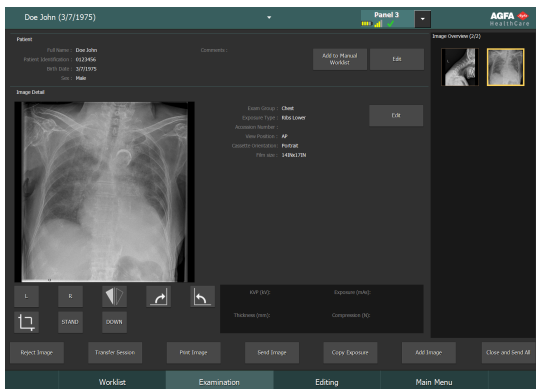 Doe John (3/7/1975)
Panel 3
AGFA
HealthCare
Patient
Full Name : Doe John
Patient Identification : 0123456
Birth Date : 3/7/1975
Sex : Male
Comments :
Add to Manual
Worklist
Edit
Image Overview (2/2)
Image Detail
Exam Group : Chest
Exposure Type : Ribs Lower
Accession Number :
View Position : AP
Cassette Orientation : Portrait
Film size : 14INx17IN
Edit
L
R
STAND
DOWN
KVP (kV):
Exposure (mAs):
Thickness (mm):
Compression (N):
Reject Image
Transfer Session
Print Image
Send Image
Copy Exposure
Add Image
Close and Send All
Worklist
Examination
Editing
Main Menu